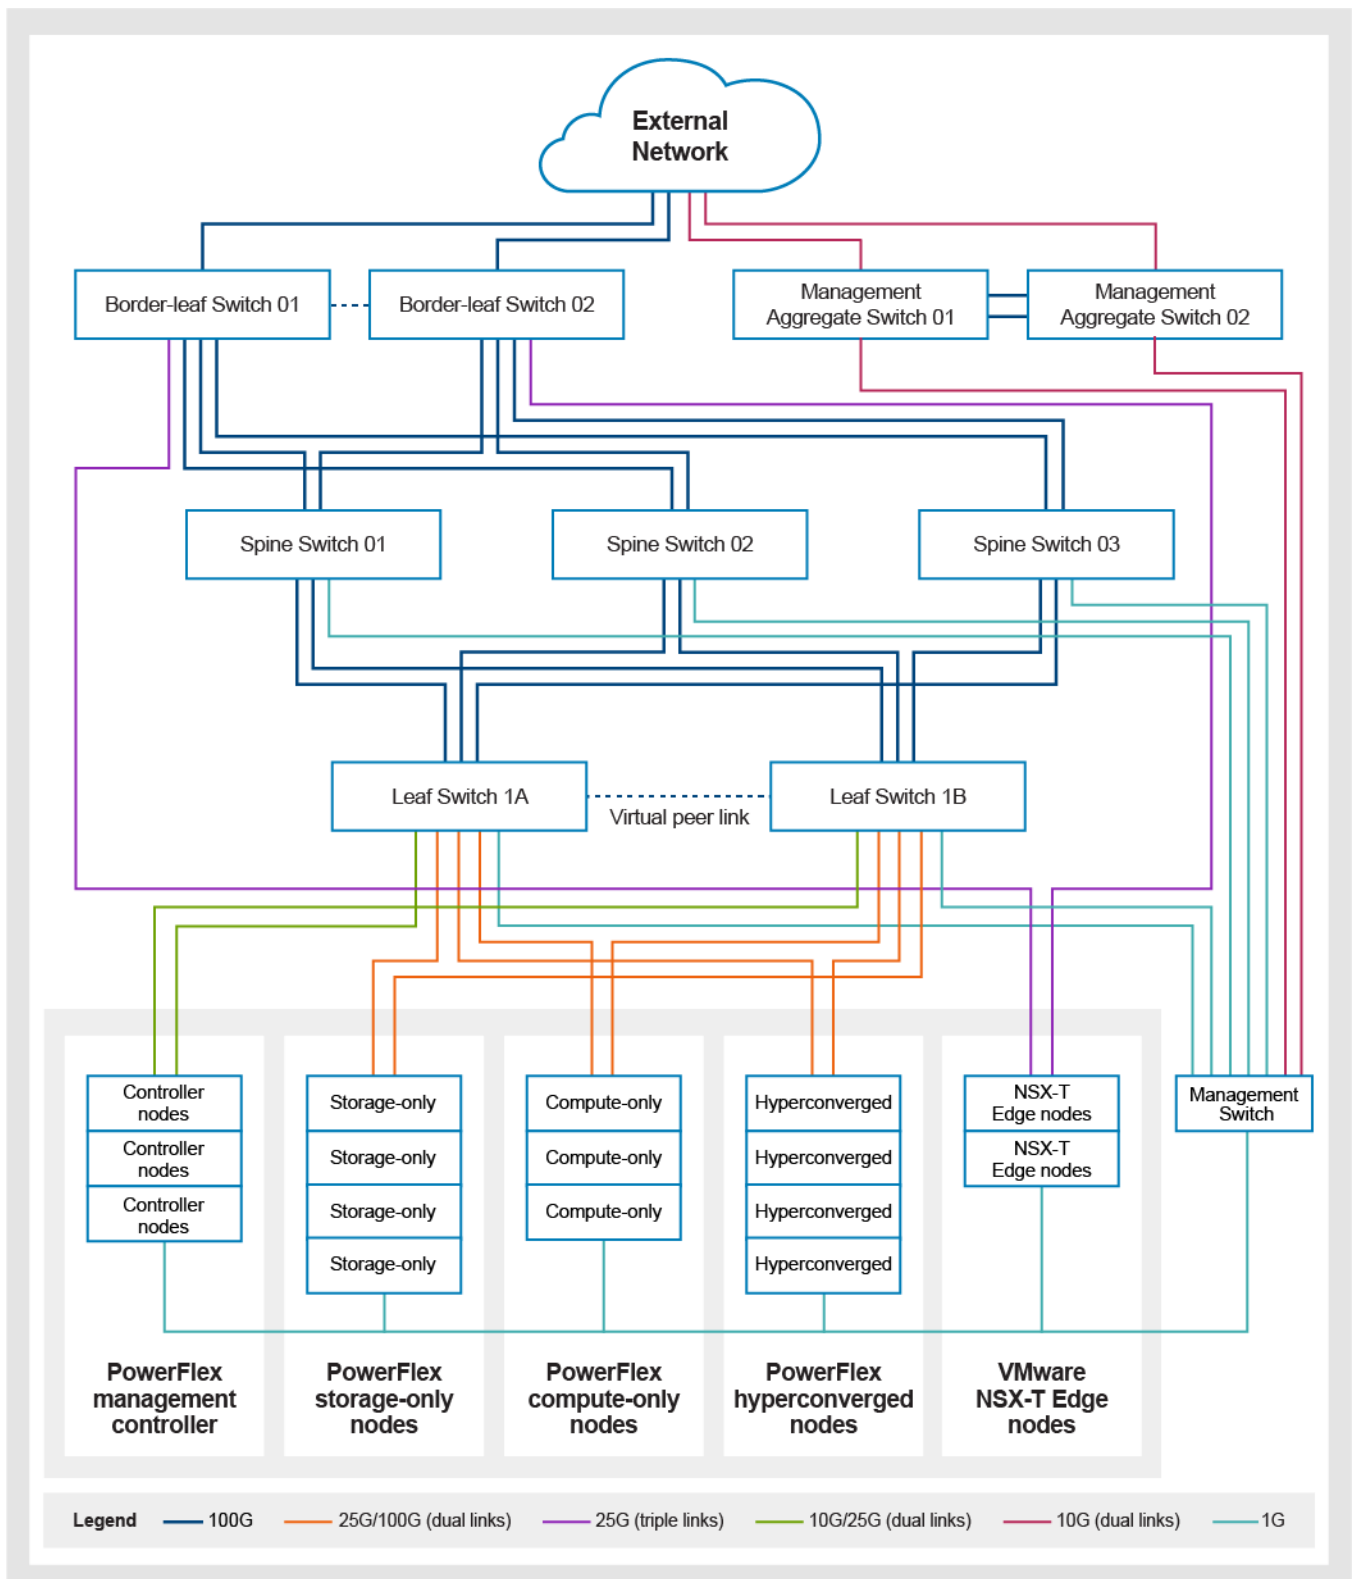 External
Network
Border-leaf Switch 01
Border-leaf Switch 02
Management
Aggregate Switch 01
Management
Aggregate Switch 02
Spine Switch 01
Spine Switch 02
Spine Switch 03
Leaf Switch 1A
Virtual peer link
Leaf Switch 1B
Controller
nodes
Controller
nodes
Controller
nodes
Storage-only
Storage-only
Storage-only
Storage-only
Compute-only
Compute-only
Compute-only
Hyperconverged
Hyperconverged
Hyperconverged
Hyperconverged
NSX-T
Edge nodes
NSX-T
Edge nodes
Management
Switch
PowerFlex
management
controller
PowerFlex
storage-only
nodes
PowerFlex
compute-only
nodes
PowerFlex
hyperconverged
nodes
VMware
NSX-T Edge
nodes
Legend 100G 25G/100G (dual links) 25G (triple links) 10G/25G (dual links) 10G (dual links) 1G